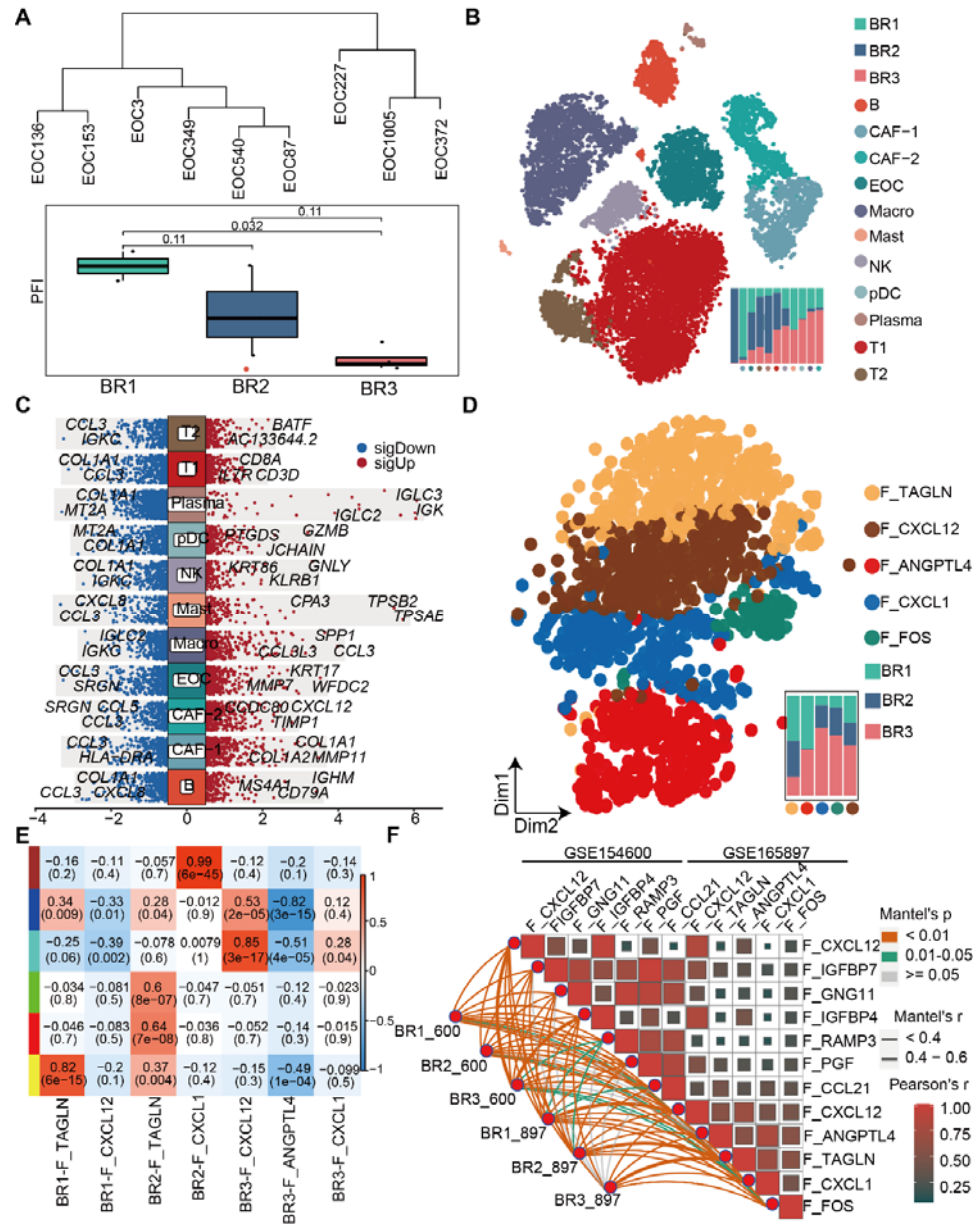 A
EOC136
EOC153
EOC3
EOC349
EOC540
EOC87
EOC227
EOC1005
EOC372
0.11
0.032
0.11
PFI
BR1
BR2
BR3
B
BR1
BR2
BR3
B
CAF-1
CAF-2
EOC
Macro
Mast
NK
pDC
Plasma
T1
T2
C
CCL3
IGKC
T2
BATF
AC133644.2
sigDown
sigUp
COL1A1
CCL3
T1
CD8A
IL7R CD3D
COL1A1
MT2A
Plasma
IGLC3
IGLC2
IGK
MT2A
COL1A1
pDC
PTGDS
GZMB
JCHAIN
COL1A1
IGKC
NK
KRT86
GNLY
KLRB1
CXCL8
CCL3
Mast
CPA3
TPSB2
TPSAE
IGLC2
IGKC
Macro
SPP1
CCL3L3
CCL3
CCL3
SRGN
EOC
KRT17
MMP7
WFDC2
SRGN
CCL5
CCL3
CAF-2
CCDC80
CXCL12
TIMP1
CCL3
HLA-DRA
CAF-1
COL1A1
COL1A2
MMP11
COL1A1
CCL3
CXCL8
B
IGHM
MS4A1
CD79A
−4 −2 0 2 4 6
D
F_TAGLN
F_CXCL12
F_ANGPTL4
F_CXCL1
F_FOS
BR1
BR2
BR3
Dim1
Dim2
E
−0.16 −0.11 −0.057 0.99 −0.12 −0.2 −0.14
(0.2) (0.4) (0.7) (6e-45) (0.4) (0.1) (0.3)
0.34 −0.33 0.28 −0.012 0.53 −0.82 0.12
(0.009) (0.01) (0.04) (0.9) (2e-05) (3e-15) (0.4)
−0.25 −0.39 −0.078 0.0079 0.85 −0.51 0.28
(0.06) (0.002) (0.6) (1) (3e-17) (4e-05) (0.04)
−0.034 −0.081 0.6 −0.047 −0.051 −0.12 −0.023
(0.8) (0.5) (8e-07) (0.7) (0.7) (0.4) (0.9)
−0.046 −0.083 0.64 −0.036 −0.052 −0.14 −0.015
(0.7) (0.5) (7e-08) (0.8) (0.7) (0.3) (0.9)
0.82 −0.2 0.37 −0.12 −0.15 −0.49 −0.099
(6e-15) (0.1) (0.004) (0.4) (0.3) (1e-04) (0.5)
1
0.5
0
−0.5
−1
BR1-F_TAGLN
BR1-F_CXCL12
BR2-F_TAGLN
BR2-F_CXCL1
BR3-F_CXCL12
BR3-F_ANGPTL4
BR3-F_CXCL1
F
GSE154600
GSE165897
F_CXCL12
FIGFBP7
F_GNG11
F_IGFBP4
F_RAMP3
F_PGF
F_CCL21
F_CXCL12
F_TAGLN
F_ANGPTL4
F_CXCL1
F_FOS
F_CXCL12
F_IGFBP7
F_GNG11
F_IGFBP4
F_RAMP3
F_PGF
F_CCL21
F_CXCL12
F_ANGPTL4
F_TAGLN
F_CXCL1
F_FOS
BR1_600
BR2_600
BR3_600
BR1_897
BR2_897
BR3_897
Mantel's p
< 0.01
0.01-0.05
>= 0.05
Mantel's r
< 0.4
0.4 - 0.6
Pearson's r
1.00
0.75
0.50
0.25